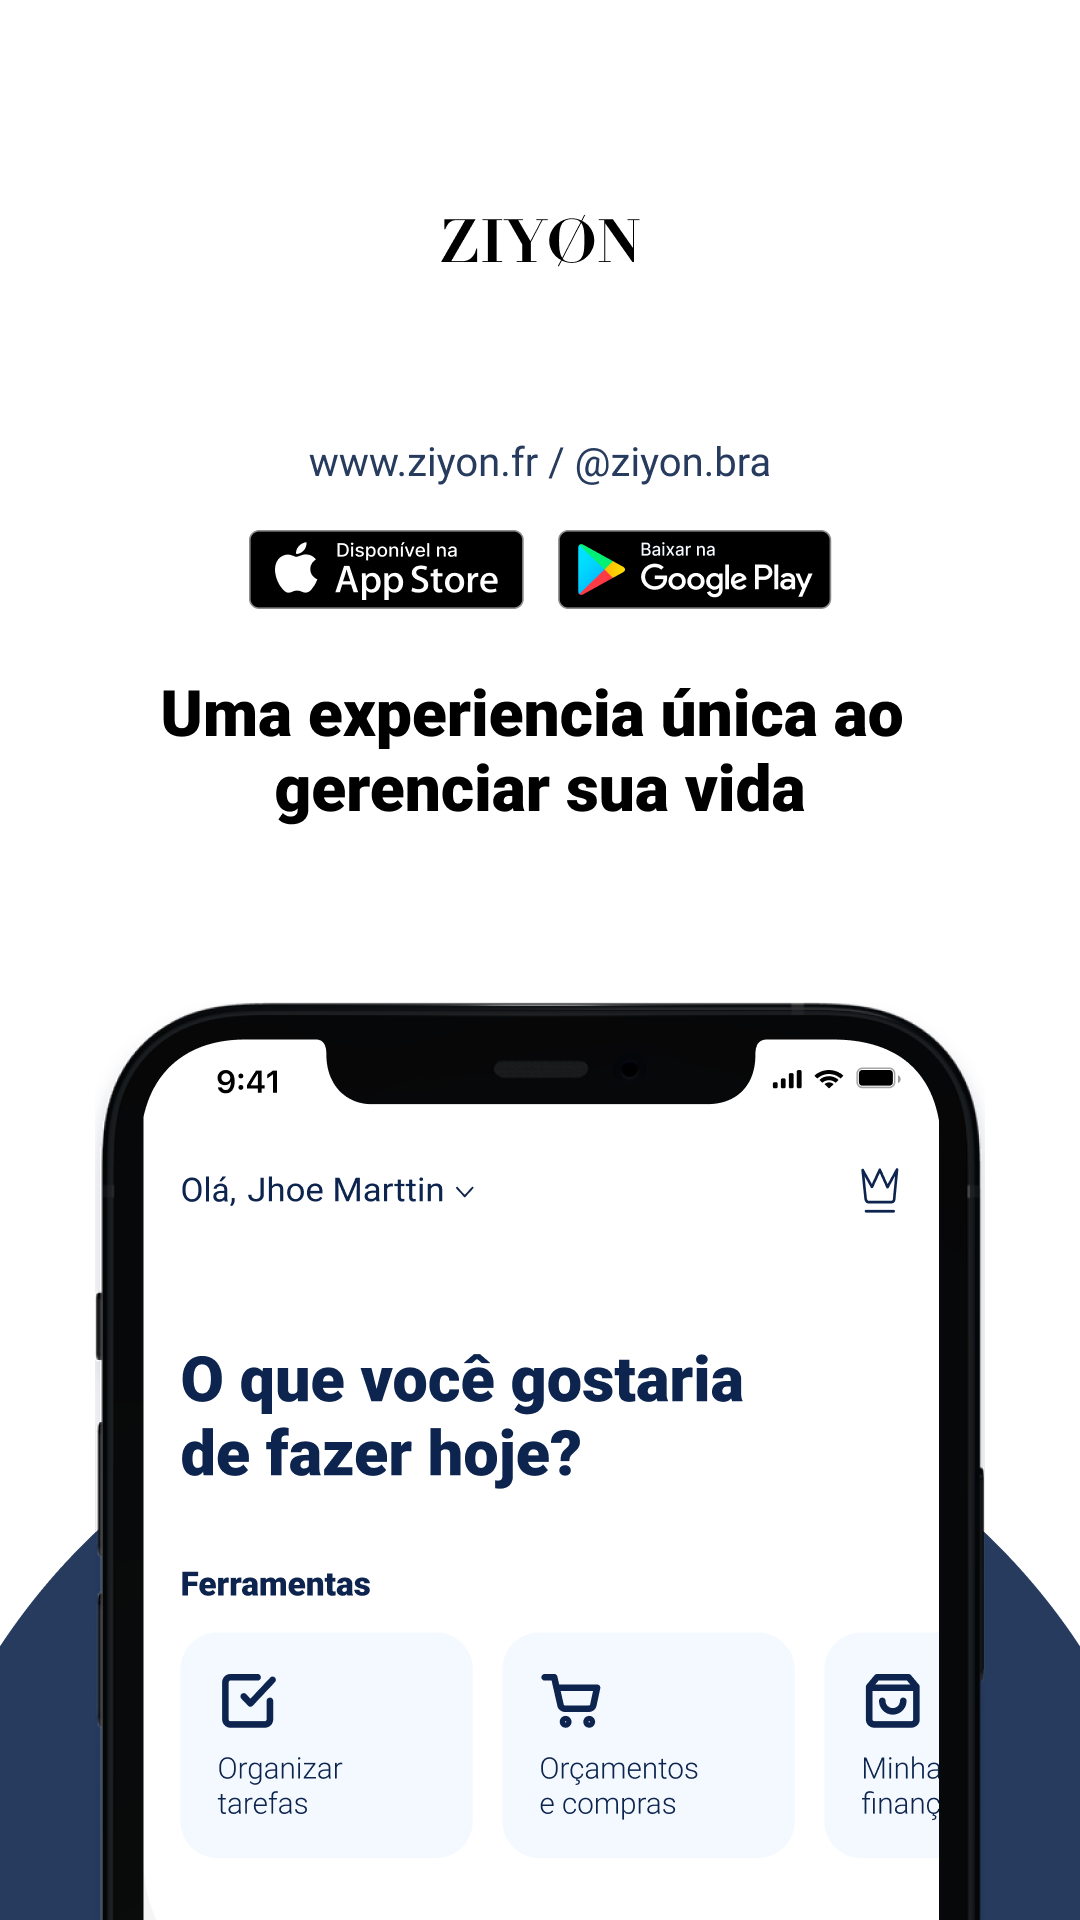 ZIYØN
www.ziyon.fr / @ziyon.bra
Disponível na
App Store
Baixar na
Google Play
Uma experiencia única ao
gerenciar sua vida
9:41
Olá, Jhoe Marttin
O que você gostaria
de fazer hoje?
Ferramentas
Organizar
tarefas
Orçamentos
e compras
Minha
finanç